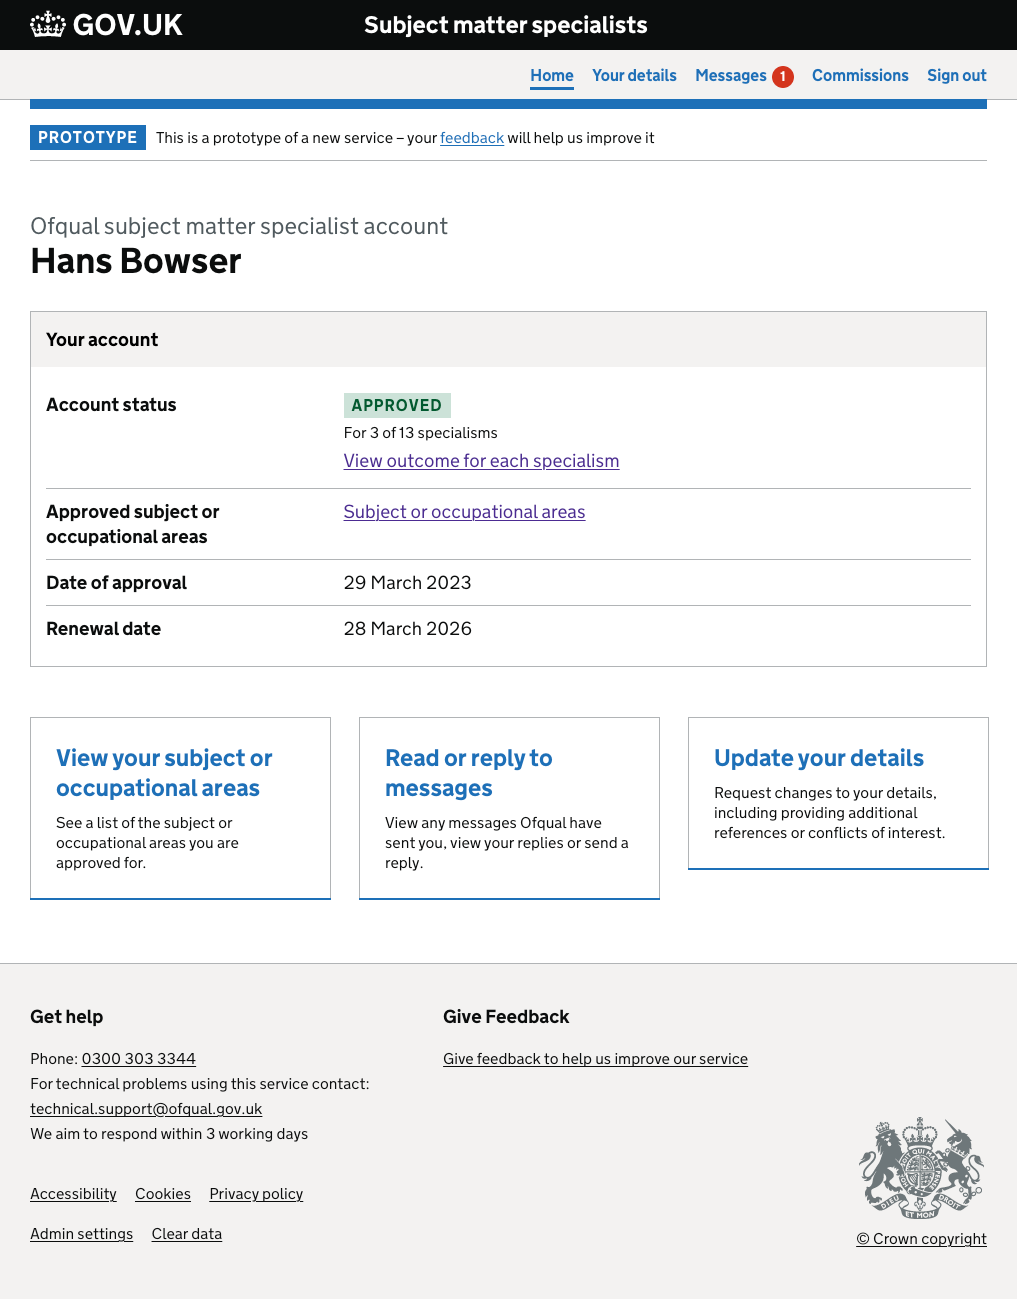 GOV.UK
Subject matter specialists
Home Your details Messages 1 Commissions Sign out
PROTOTYPE This is a prototype of a new service – your feedback will help us improve it
Ofqual subject matter specialist account
Hans Bowser
Your account
Account status
APPROVED
For 3 of 13 specialisms
View outcome for each specialism
Approved subject or
occupational areas
Subject or occupational areas
Date of approval
29 March 2023
Renewal date
28 March 2026
View your subject or
occupational areas
See a list of the subject or
occupational areas you are
approved for.
Read or reply to
messages
View any messages Ofqual have
sent you, view your replies or send a
reply.
Update your details
Request changes to your details,
including providing additional
references or conflicts of interest.
Get help
Phone: 0300 303 3344
For technical problems using this service contact:
technical.support@ofqual.gov.uk
We aim to respond within 3 working days
Give Feedback
Give feedback to help us improve our service
Accessibility Cookies Privacy policy
Admin settings Clear data
DIEU ET MON DROIT
© Crown copyright